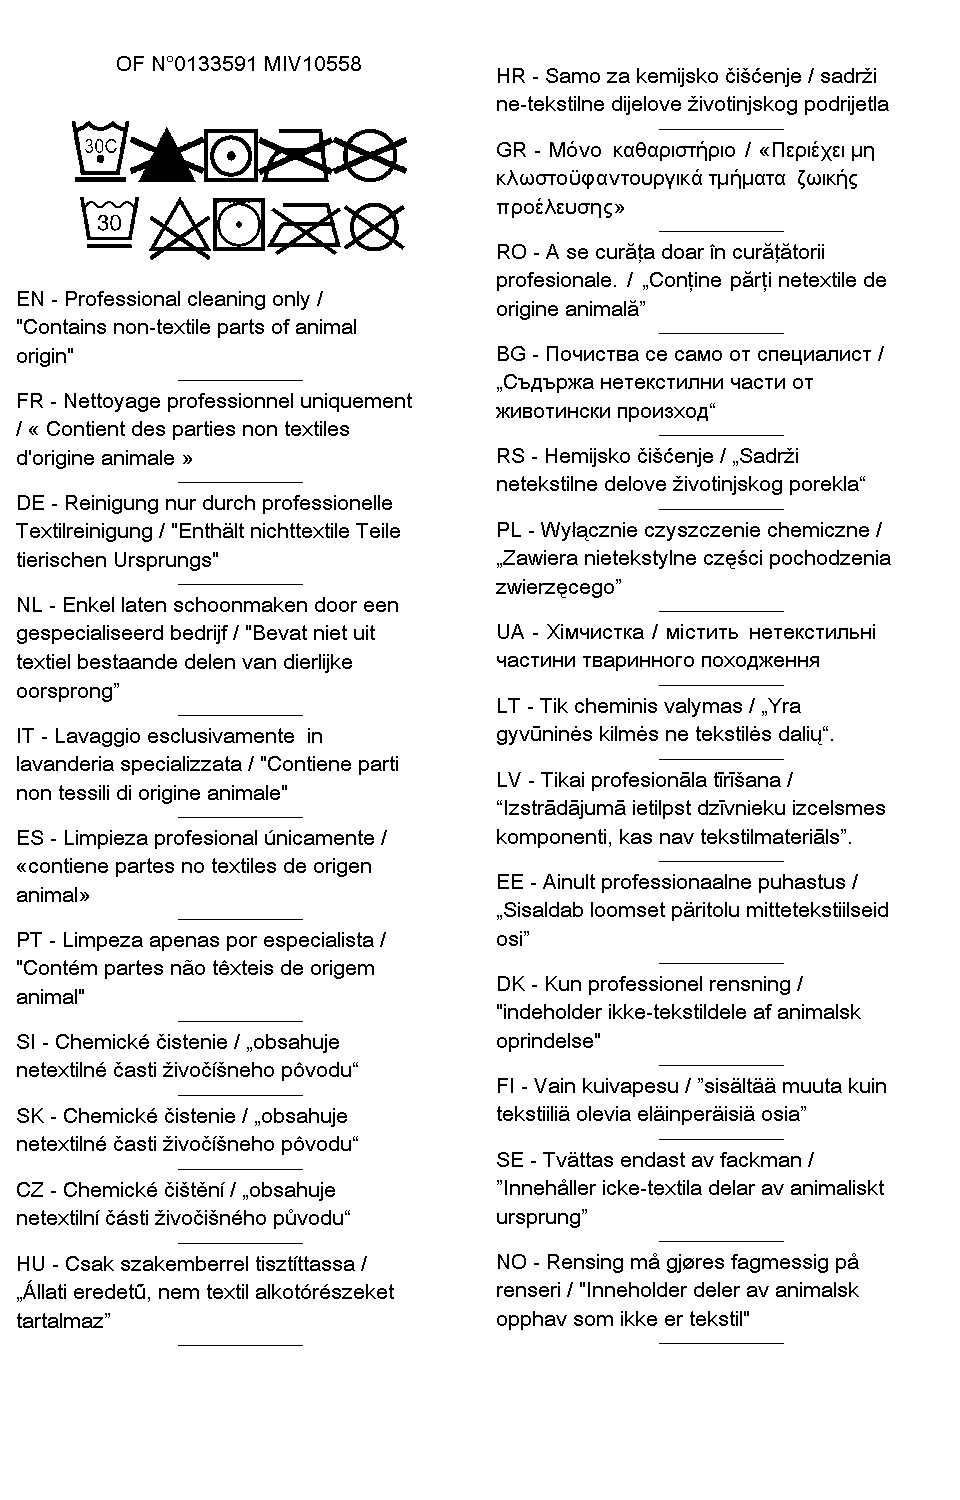 OF N°0133591 MIV10558
30C
30
EN - Professional cleaning only /
"Contains non-textile parts of animal
origin"
FR - Nettoyage professionnel uniquement
/ « Contient des parties non textiles
d'origine animale »
DE - Reinigung nur durch professionelle
Textilreinigung / "Enthält nichttextile Teile
tierischen Ursprungs"
NL - Enkel laten schoonmaken door een
gespecialiseerd bedrijf / "Bevat niet uit
textiel bestaande delen van dierlijke
oorsprong”
IT - Lavaggio esclusivamente in
lavanderia specializzata / "Contiene parti
non tessili di origine animale"
ES - Limpieza profesional únicamente /
«contiene partes no textiles de origen
animal»
PT - Limpeza apenas por especialista /
"Contém partes não têxteis de origem
animal"
SI - Chemické čistenie / „obsahuje
netextilné časti živočíšneho pôvodu“
SK - Chemické čistenie / „obsahuje
netextilné časti živočíšneho pôvodu“
CZ - Chemické čištění / „obsahuje
netextilní části živočišného původu“
HU - Csak szakemberrel tisztíttassa /
„Állati eredetű, nem textil alkotórészeket
tartalmaz”
HR - Samo za kemijsko čišćenje / sadrži
ne-tekstilne dijelove životinjskog podrijetla
GR - Μόνο καθαριστήριο / «Περιέχει μη
κλωστοϋφαντουργικά τμήματα ζωικής
προέλευσης»
RO - A se curăța doar în curățătorii
profesionale. / „Conține părți netextile de
origine animală”
BG - Почиства се само от специалист /
„Съдържа нетекстилни части от
животински произход“
RS - Hemijsko čišćenje / „Sadrži
netekstilne delove životinjskog porekla“
PL - Wyłącznie czyszczenie chemiczne /
„Zawiera nietekstylne części pochodzenia
zwierzęcego”
UA - Хімчистка / містить нетекстильні
частини тваринного походження
LT - Tik cheminis valymas / „Yra
gyvūninės kilmės ne tekstilės dalių“.
LV - Tikai profesionāla tīrīšana /
“Izstrādājumā ietilpst dzīvnieku izcelsmes
komponenti, kas nav tekstilmateriāls”.
EE - Ainult professionaalne puhastus /
„Sisaldab loomset päritolu mittetekstiilseid
osi”
DK - Kun professionel rensning /
"indeholder ikke-tekstildele af animalsk
oprindelse"
FI - Vain kuivapesu / ”sisältää muuta kuin
tekstiiliä olevia eläinperäisiä osia”
SE - Tvättas endast av fackman /
”Innehåller icke-textila delar av animaliskt
ursprung”
NO - Rensing må gjøres fagmessig på
renseri / "Inneholder deler av animalsk
opphav som ikke er tekstil"